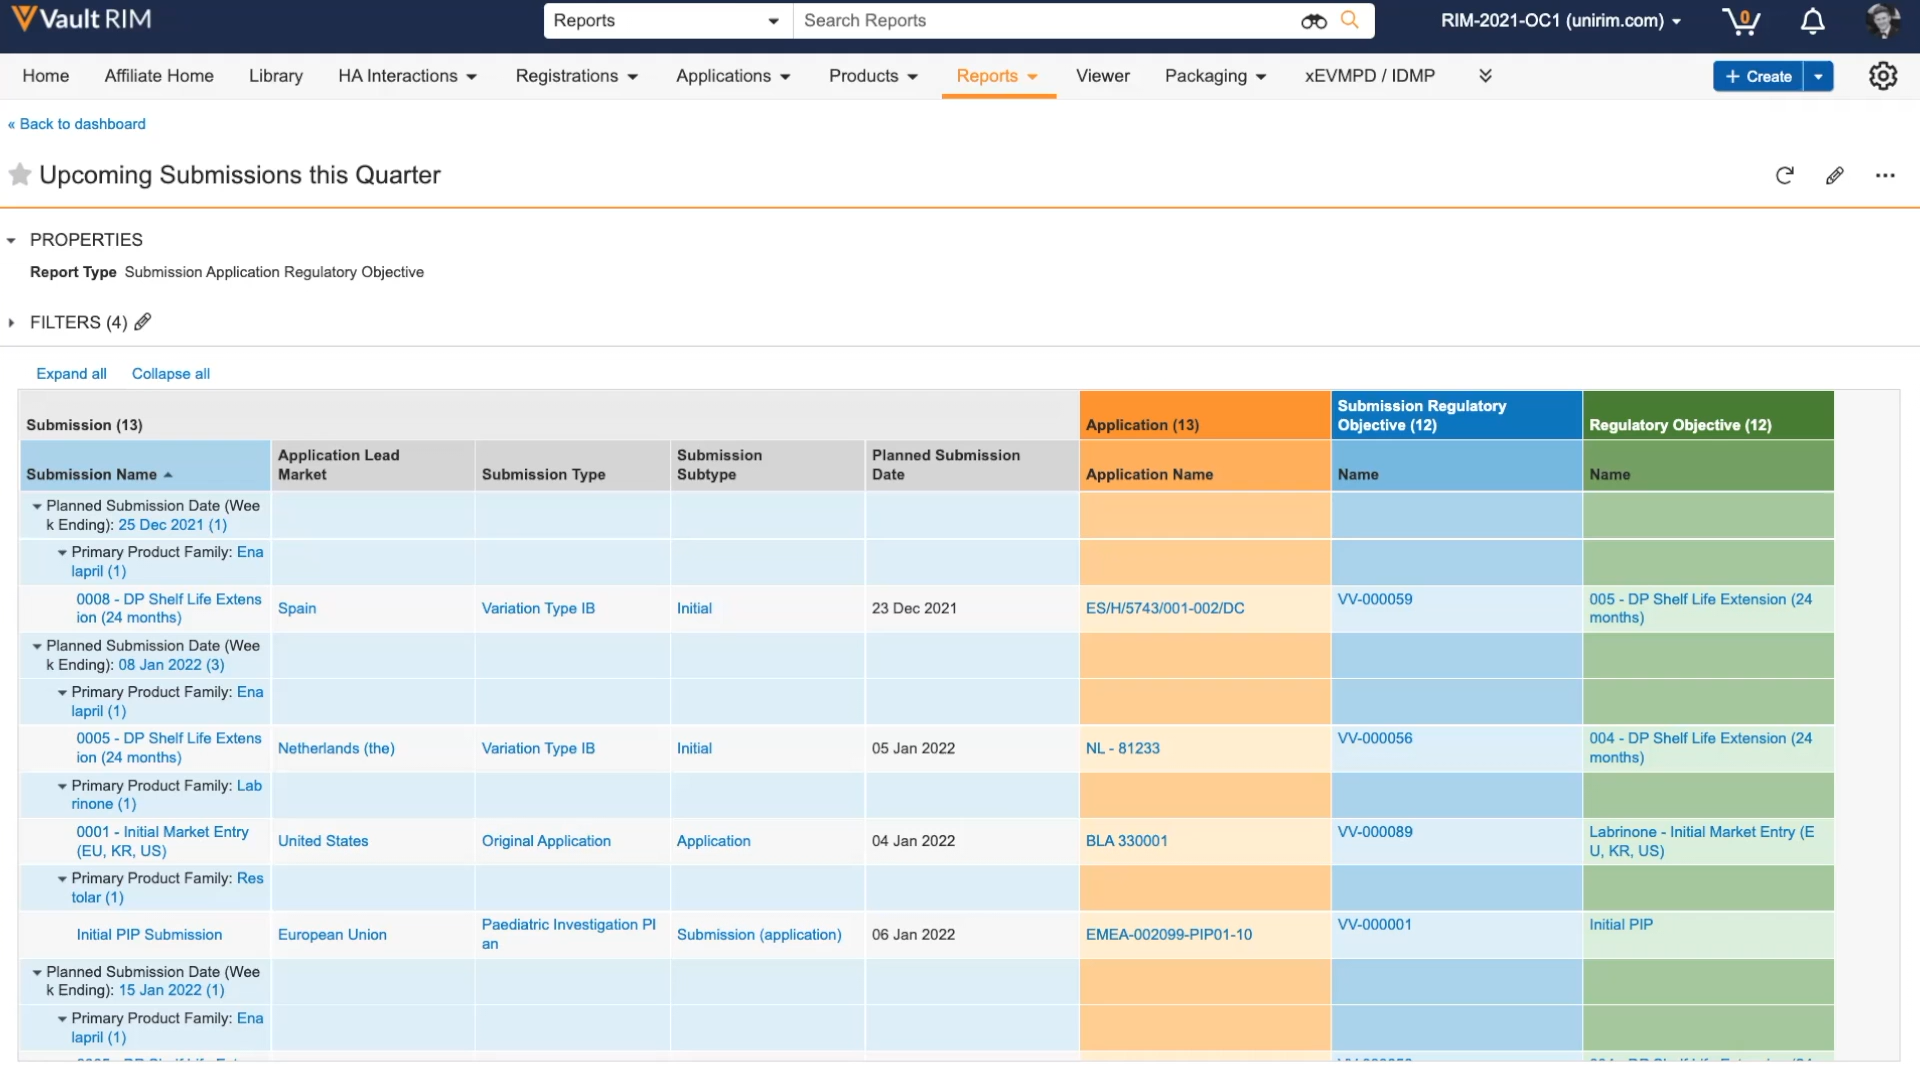 Vault RIM
Reports
Search Reports
RIM-2021-OC1 (unirim.com)
0
Home
Affiliate Home
Library
HA Interactions
Registrations
Applications
Products
Reports
Viewer
Packaging
xEVMPD / IDMP
+ Create
« Back to dashboard
Upcoming Submissions this Quarter
PROPERTIES
Report Type Submission Application Regulatory Objective
FILTERS (4)
Expand all
Collapse all
Submission (13)
Application (13)
Submission Regulatory
Objective (12)
Regulatory Objective (12)
Submission Name
Application Lead
Market
Submission Type
Submission
Subtype
Planned Submission
Date
Application Name
Name
Name
Planned Submission Date (Wee
k Ending): 25 Dec 2021 (1)
Primary Product Family: Ena
lapril (1)
0008 - DP Shelf Life Extens
ion (24 months)
Spain
Variation Type IB
Initial
23 Dec 2021
ES/H/5743/001-002/DC
VV-000059
005 - DP Shelf Life Extension (24
months)
Planned Submission Date (Wee
k Ending): 08 Jan 2022 (3)
Primary Product Family: Ena
lapril (1)
0005 - DP Shelf Life Extens
ion (24 months)
Netherlands (the)
Variation Type IB
Initial
05 Jan 2022
NL - 81233
VV-000056
004 - DP Shelf Life Extension (24
months)
Primary Product Family: Lab
rinone (1)
0001 - Initial Market Entry
(EU, KR, US)
United States
Original Application
Application
04 Jan 2022
BLA 330001
VV-000089
Labrinone - Initial Market Entry (E
U, KR, US)
Primary Product Family: Res
tolar (1)
Initial PIP Submission
European Union
Paediatric Investigation Pl
an
Submission (application)
06 Jan 2022
EMEA-002099-PIP01-10
VV-000001
Initial PIP
Planned Submission Date (Wee
k Ending): 15 Jan 2022 (1)
Primary Product Family: Ena
lapril (1)